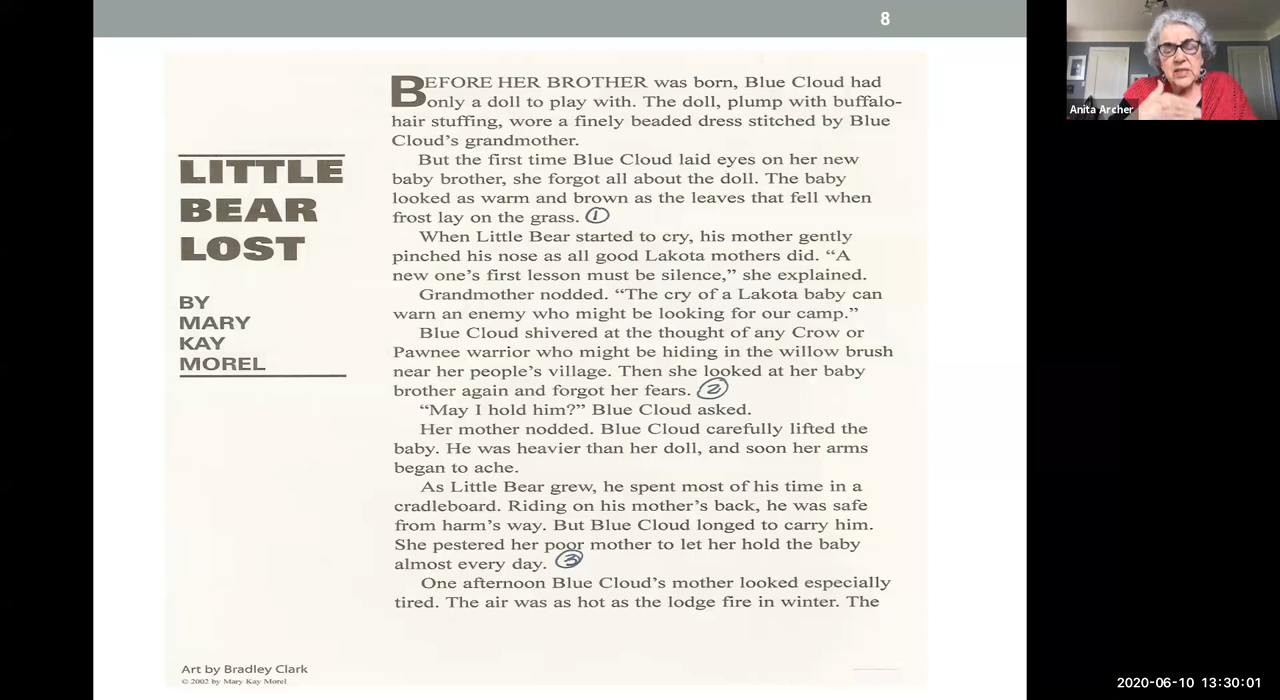 8
LITTLE
BEAR
LOST
BY
MARY
KAY
MOREL
BEFORE HER BROTHER was born, Blue Cloud had
only a doll to play with. The doll, plump with buffalo-
hair stuffing, wore a finely beaded dress stitched by Blue
Cloud’s grandmother.
But the first time Blue Cloud laid eyes on her new
baby brother, she forgot all about the doll. The baby
looked as warm and brown as the leaves that fell when
frost lay on the grass. ①
When Little Bear started to cry, his mother gently
pinched his nose as all good Lakota mothers did. “A
new one’s first lesson must be silence,” she explained.
Grandmother nodded. “The cry of a Lakota baby can
warn an enemy who might be looking for our camp.”
Blue Cloud shivered at the thought of any Crow or
Pawnee warrior who might be hiding in the willow brush
near her people’s village. Then she looked at her baby
brother again and forgot her fears. ②
“May I hold him?” Blue Cloud asked.
Her mother nodded. Blue Cloud carefully lifted the
baby. He was heavier than her doll, and soon her arms
began to ache.
As Little Bear grew, he spent most of his time in a
cradleboard. Riding on his mother’s back, he was safe
from harm’s way. But Blue Cloud longed to carry him.
She pestered her poor mother to let her hold the baby
almost every day. ③
One afternoon Blue Cloud’s mother looked especially
tired. The air was as hot as the lodge fire in winter. The
Art by Bradley Clark
© 2002 by Mary Kay Morel
Anita Archer
2020-06-10 13:30:01